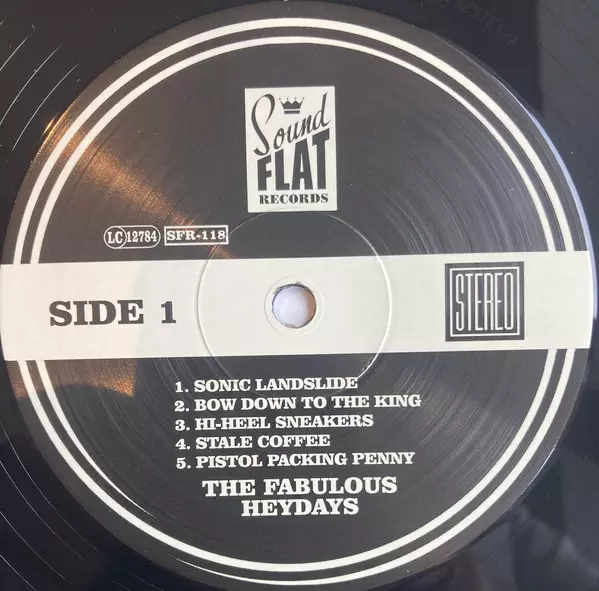 Sound
FLAT
RECORDS
LC 12784 SFR-118
SIDE 1
STEREO
1. SONIC LANDSLIDE
2. BOW DOWN TO THE KING
3. HI-HEEL SNEAKERS
4. STALE COFFEE
5. PISTOL PACKING PENNY
THE FABULOUS
HEYDAYS